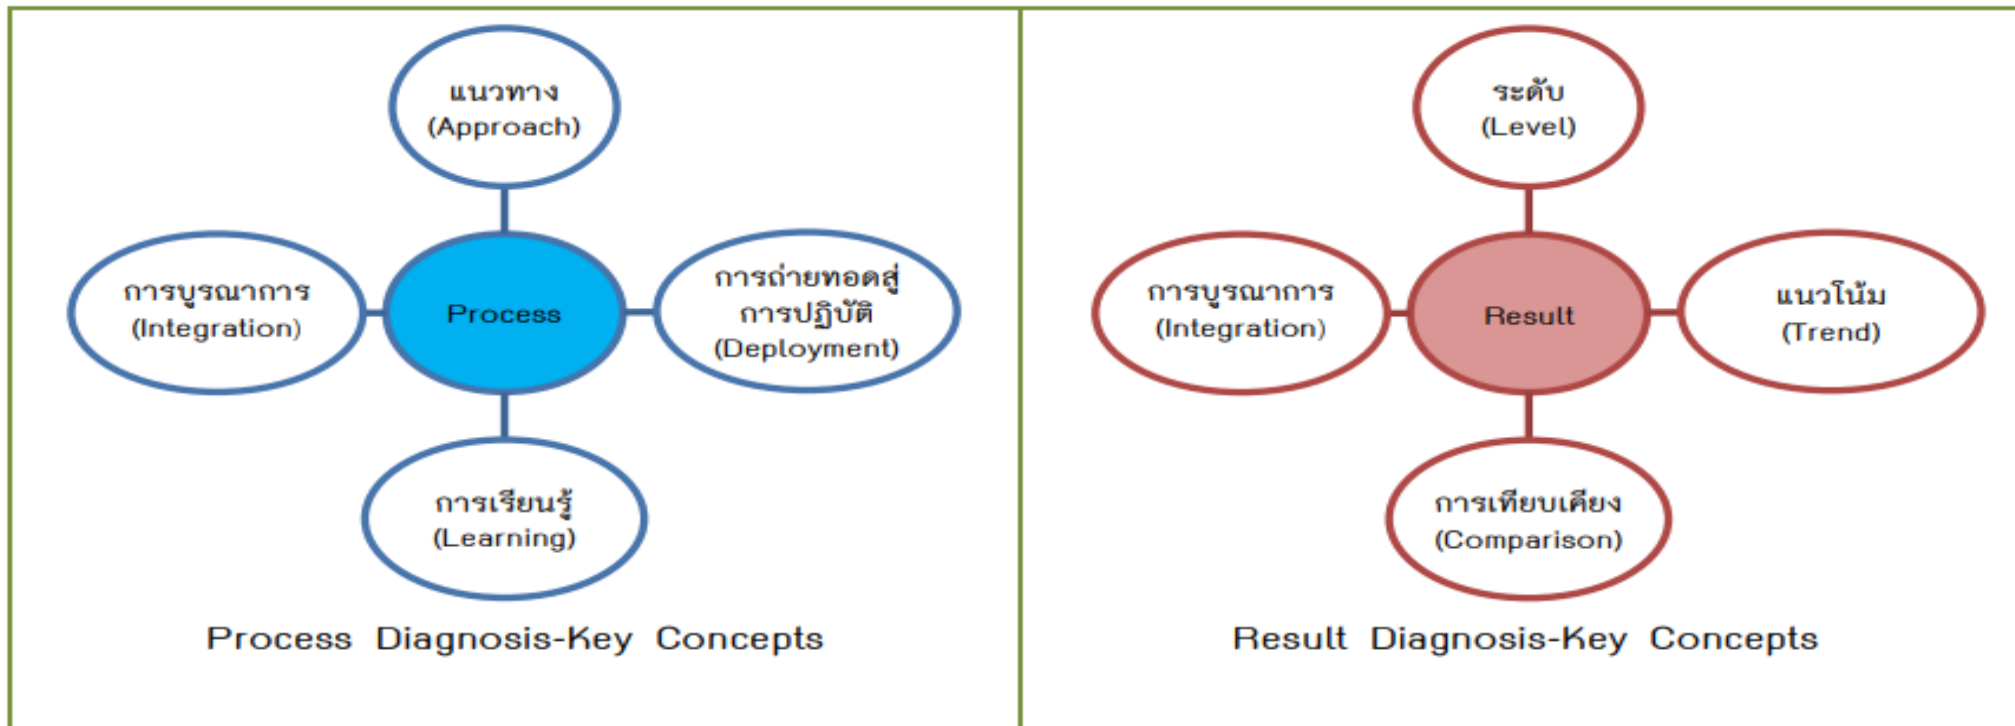 แนวทาง
(Approach)
การบูรณาการ
(Integration)
Process
การถ่ายทอดสู่
การปฏิบัติ
(Deployment)
การเรียนรู้
(Learning)
Process Diagnosis-Key Concepts
ระดับ
(Level)
การบูรณาการ
(Integration)
Result
แนวโน้ม
(Trend)
การเทียบเคียง
(Comparison)
Result Diagnosis-Key Concepts